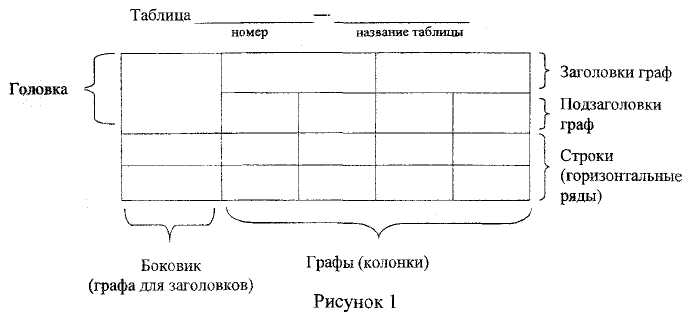 Таблица — 
номер название таблицы
Головка
Заголовки граф
Подзаголовки
граф
Строки
(горизонтальные
ряды)
Боковик
(графа для заголовков)
Графы (колонки)
Рисунок 1